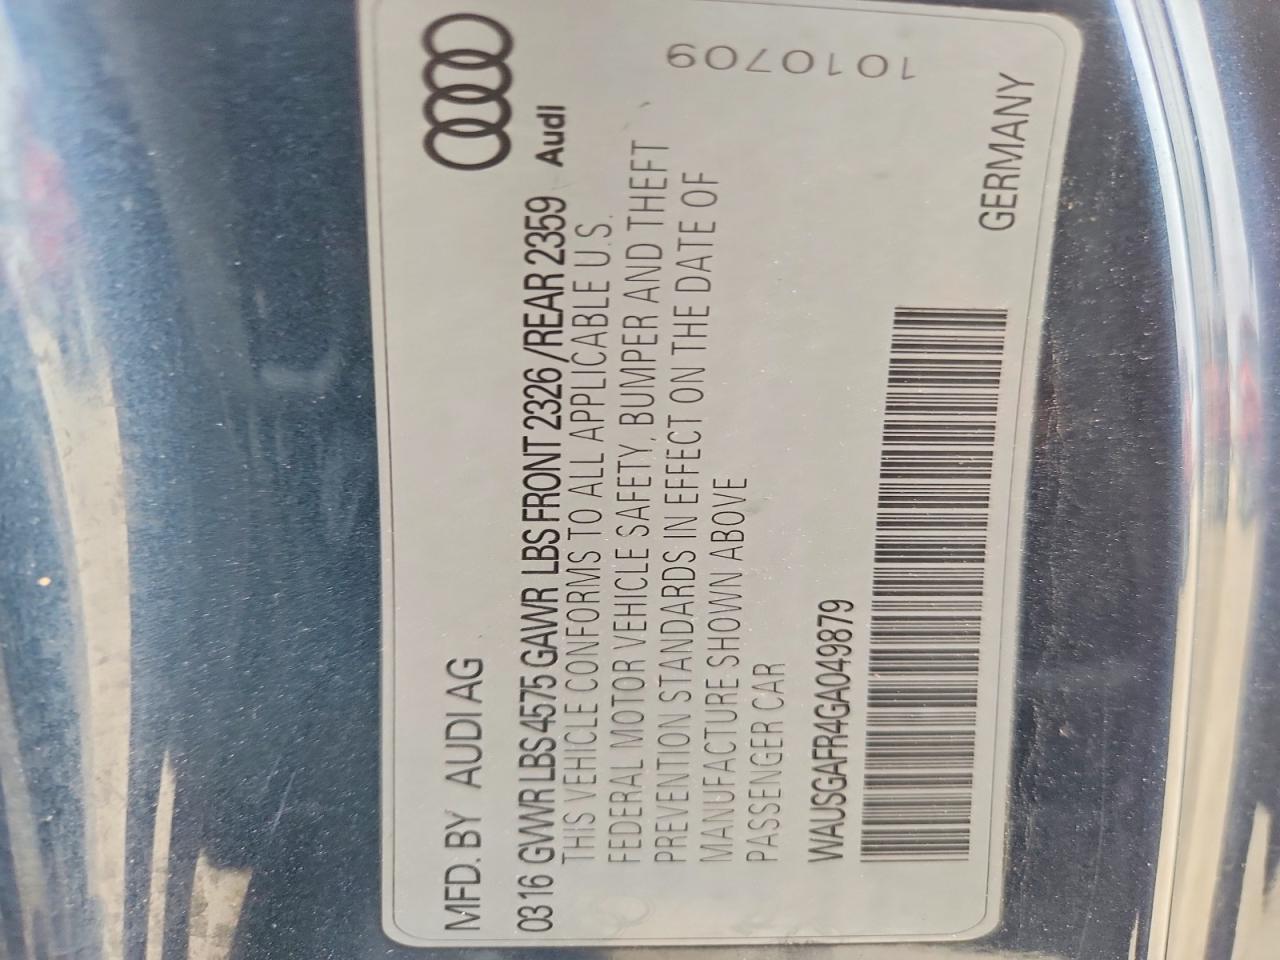 MFD. BY AUDI AG
0316 GVWR LBS 4575 GAWR LBS FRONT 2326 /REAR 2359
Audi
THIS VEHICLE CONFORMS TO ALL APPLICABLE U.S.
FEDERAL MOTOR VEHICLE SAFETY, BUMPER AND THEFT
PREVENTION STANDARDS IN EFFECT ON THE DATE OF
MANUFACTURE SHOWN ABOVE
PASSENGER CAR
WAUSGAFR4GA049879
GERMANY
1010709